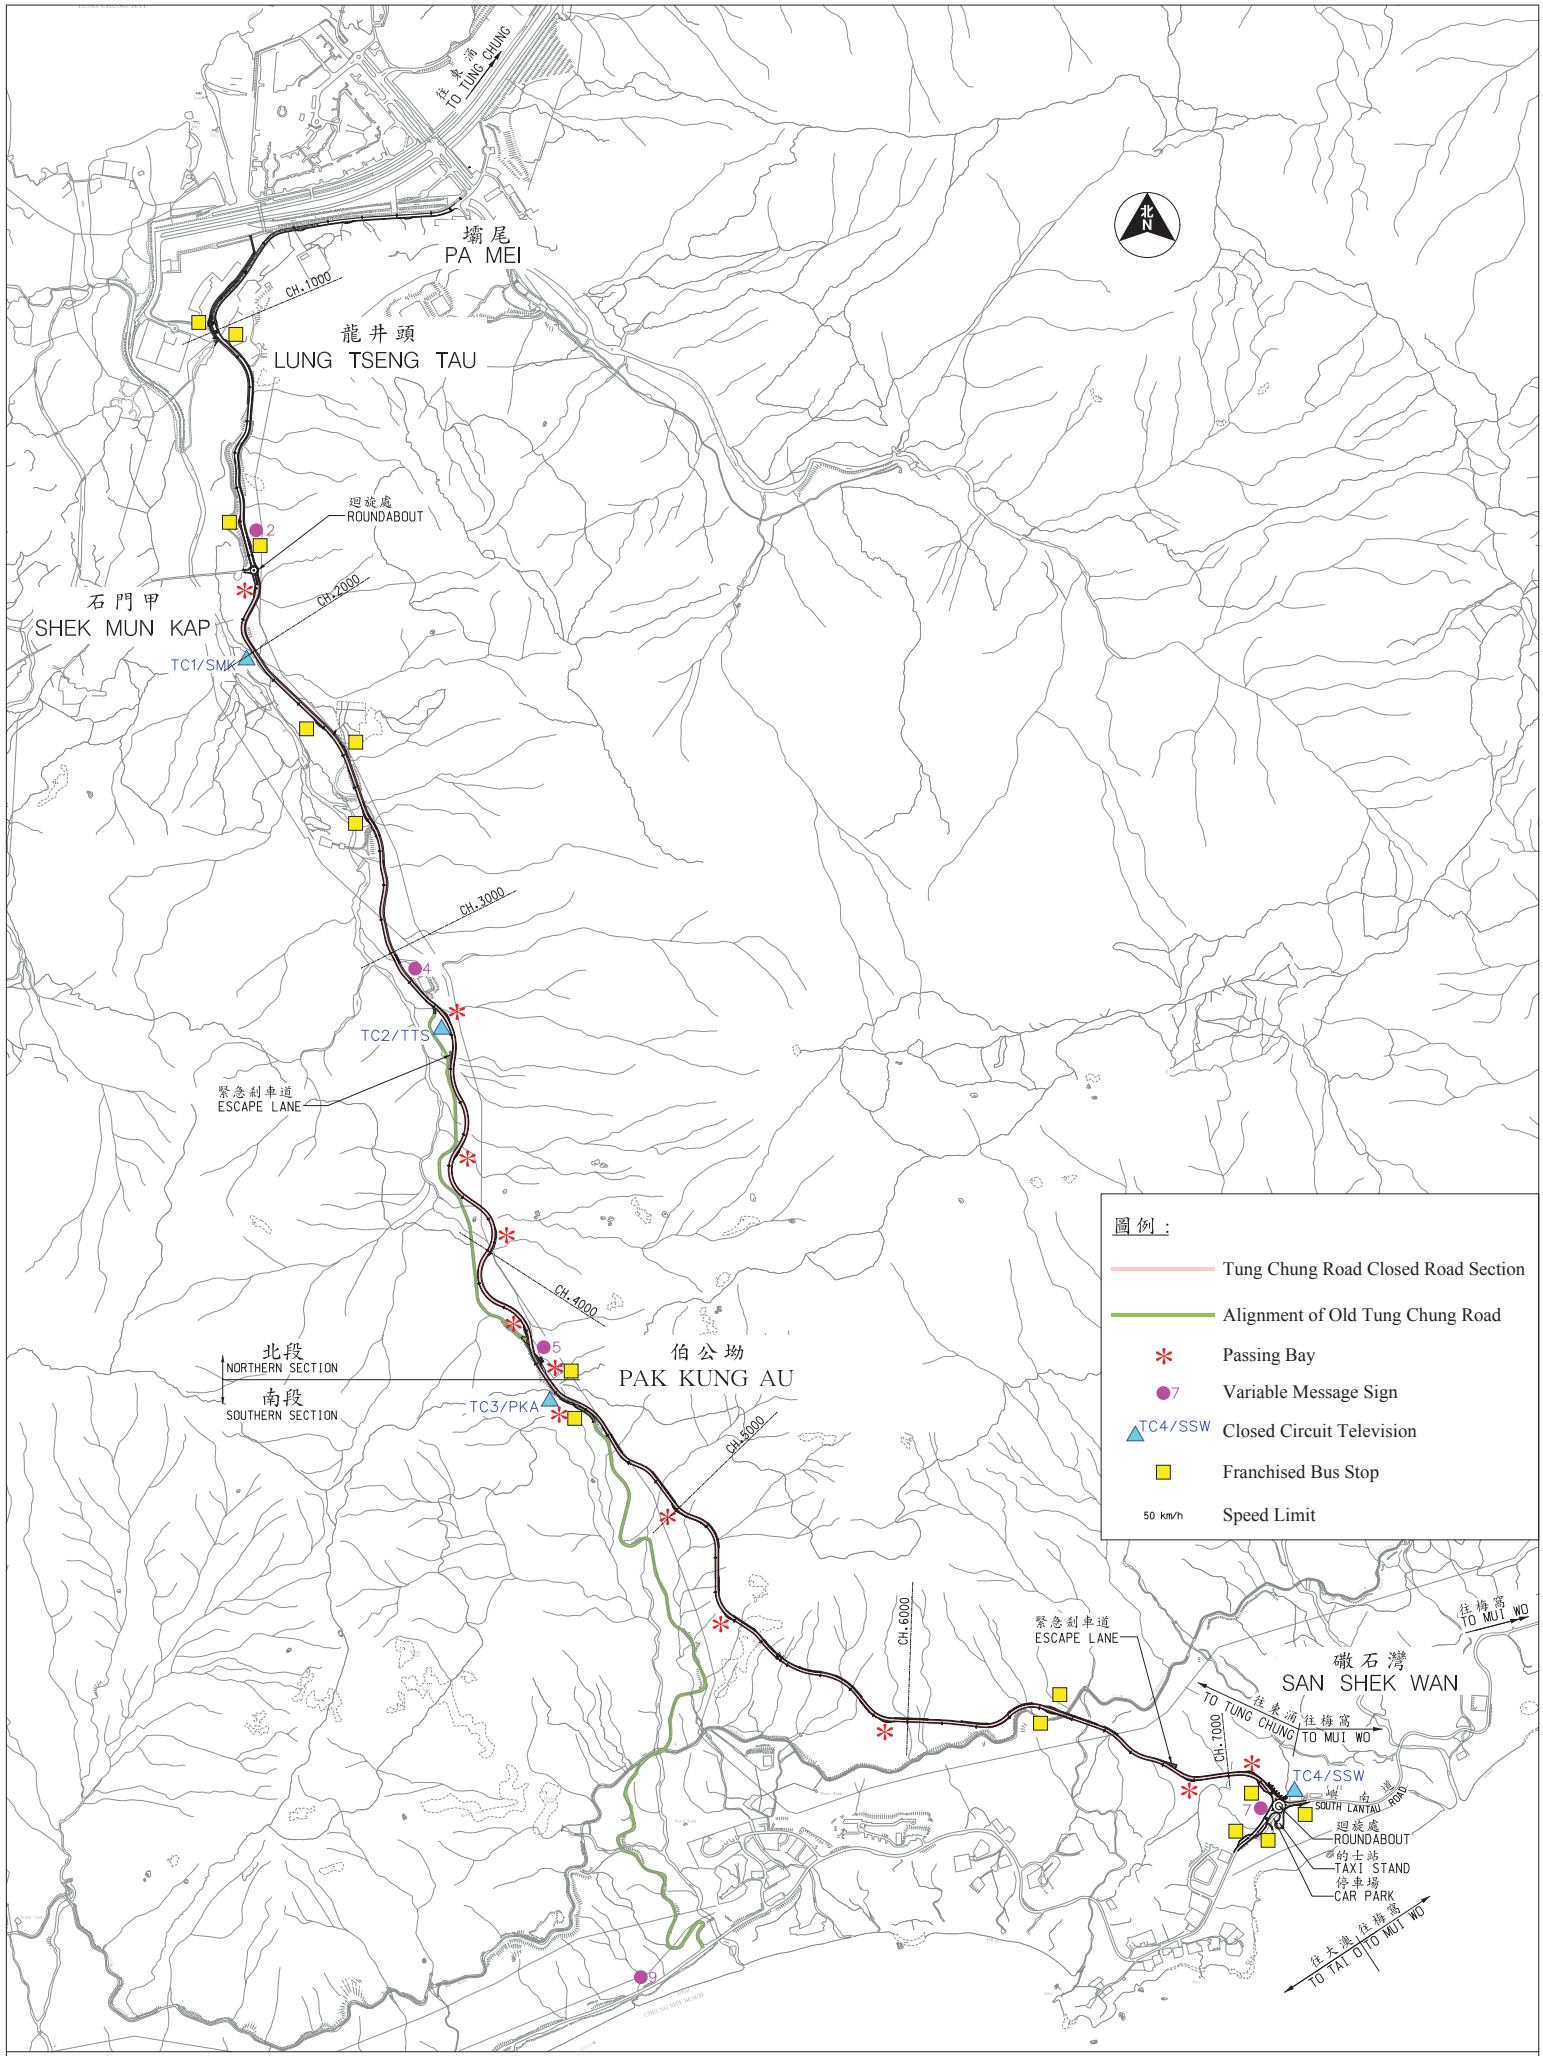 往東涌
TO TUNG CHUNG
北
N
壩尾
PA MEI
CH.1000
龍井頭
LUNG TSENG TAU
廻旋處
ROUNDABOUT
2
CH.2000
石門甲
SHEK MUN KAP
TC1/SMK
CH.3000
4
TC2/TTS
緊急剎車道
ESCAPE LANE
CH.4000
5
北段
NORTHERN SECTION
南段
SOUTHERN SECTION
伯公坳
PAK KUNG AU
TC3/PKA
CH.5000
圖例：
Tung Chung Road Closed Road Section
Alignment of Old Tung Chung Road
Passing Bay
7 Variable Message Sign
TC4/SSW Closed Circuit Television
Franchised Bus Stop
50 km/h Speed Limit
CH.6000
緊急剎車道
ESCAPE LANE
往梅窩
TO MUI WO
䃟石灣
SAN SHEK WAN
往東涌
TO TUNG CHUNG
往梅窩
TO MUI WO
CH.7000
TC4/SSW
7
嶼南道
SOUTH LANTAU ROAD
廻旋處
ROUNDABOUT
的士站
TAXI STAND
停車場
CAR PARK
往大澳
TO TAI O
往梅窩
TO MUI WO
9
CHEUNG SHA BEACH